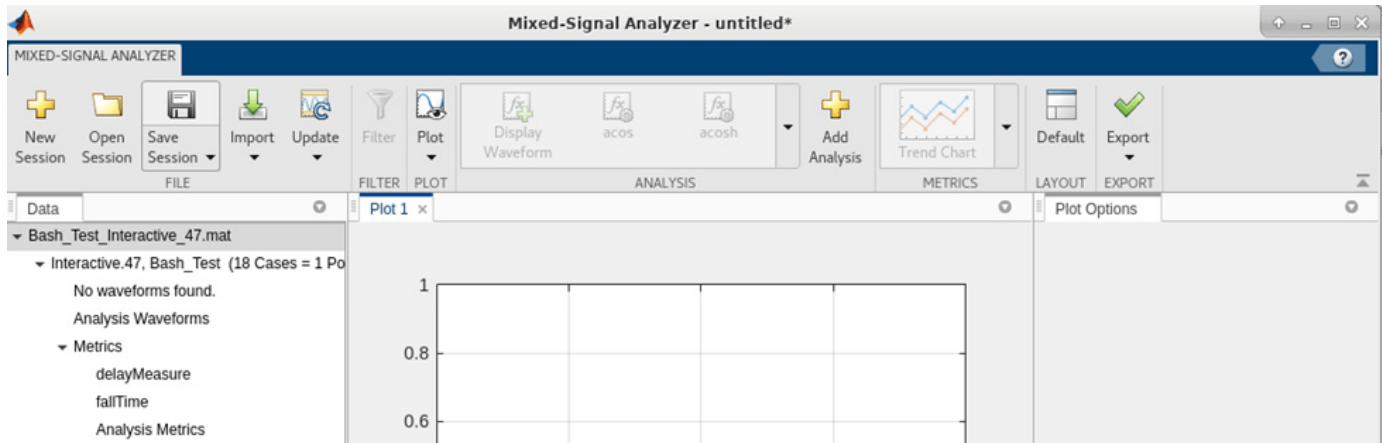 Mixed-Signal Analyzer - untitled*
MIXED-SIGNAL ANALYZER
?
New Session
Open Session
Save Session
Import
Update
Filter
Plot
Display Waveform
acos
acosh
Add Analysis
Trend Chart
Default
Export
FILE
FILTER
PLOT
ANALYSIS
METRICS
LAYOUT
EXPORT
Data
Plot 1
Plot Options
Bash_Test_Interactive_47.mat
Interactive.47, Bash_Test (18 Cases = 1 Po
No waveforms found.
Analysis Waveforms
Metrics
delayMeasure
fallTime
Analysis Metrics
1
0.8
0.6